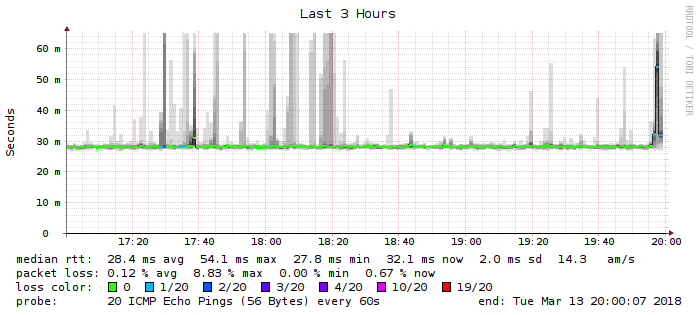 Last 3 Hours
RRDTOOL / TOBI OETIKER
Seconds
60 m
50 m
40 m
30 m
20 m
10 m
0
17:20 17:40 18:00 18:20 18:40 19:00 19:20 19:40 20:00
median rtt: 28.4 ms avg 54.1 ms max 27.8 ms min 32.1 ms now 2.0 ms sd 14.3 am/s
packet loss: 0.12 % avg 8.83 % max 0.00 % min 0.67 % now
loss color: 0 1/20 2/20 3/20 4/20 10/20 19/20
probe: 20 ICMP Echo Pings (56 Bytes) every 60s end: Tue Mar 13 20:00:07 2018